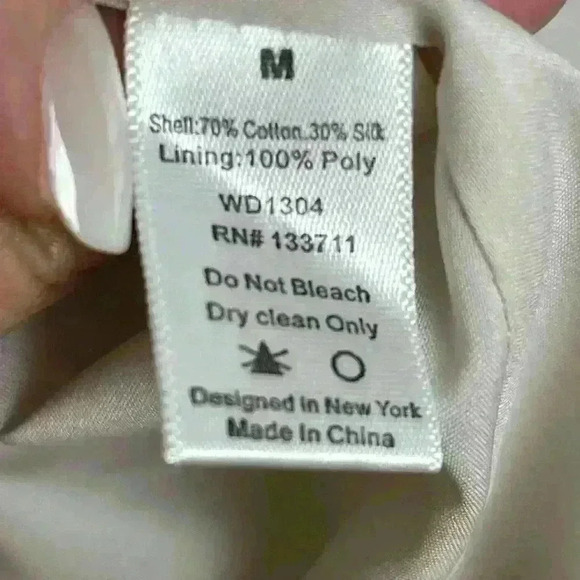 M
Shell:70% Cotton.30% Silk
Lining:100% Poly
WD1304
RN# 133711
Do Not Bleach
Dry clean Only
Designed In New York
Made In China